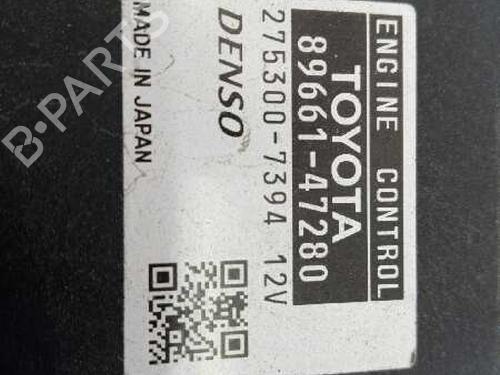 ENGINE CONTROL
TOYOTA
89661-47280
275300-7394 12V
DENSO
MADE IN JAPAN
B-PARTS